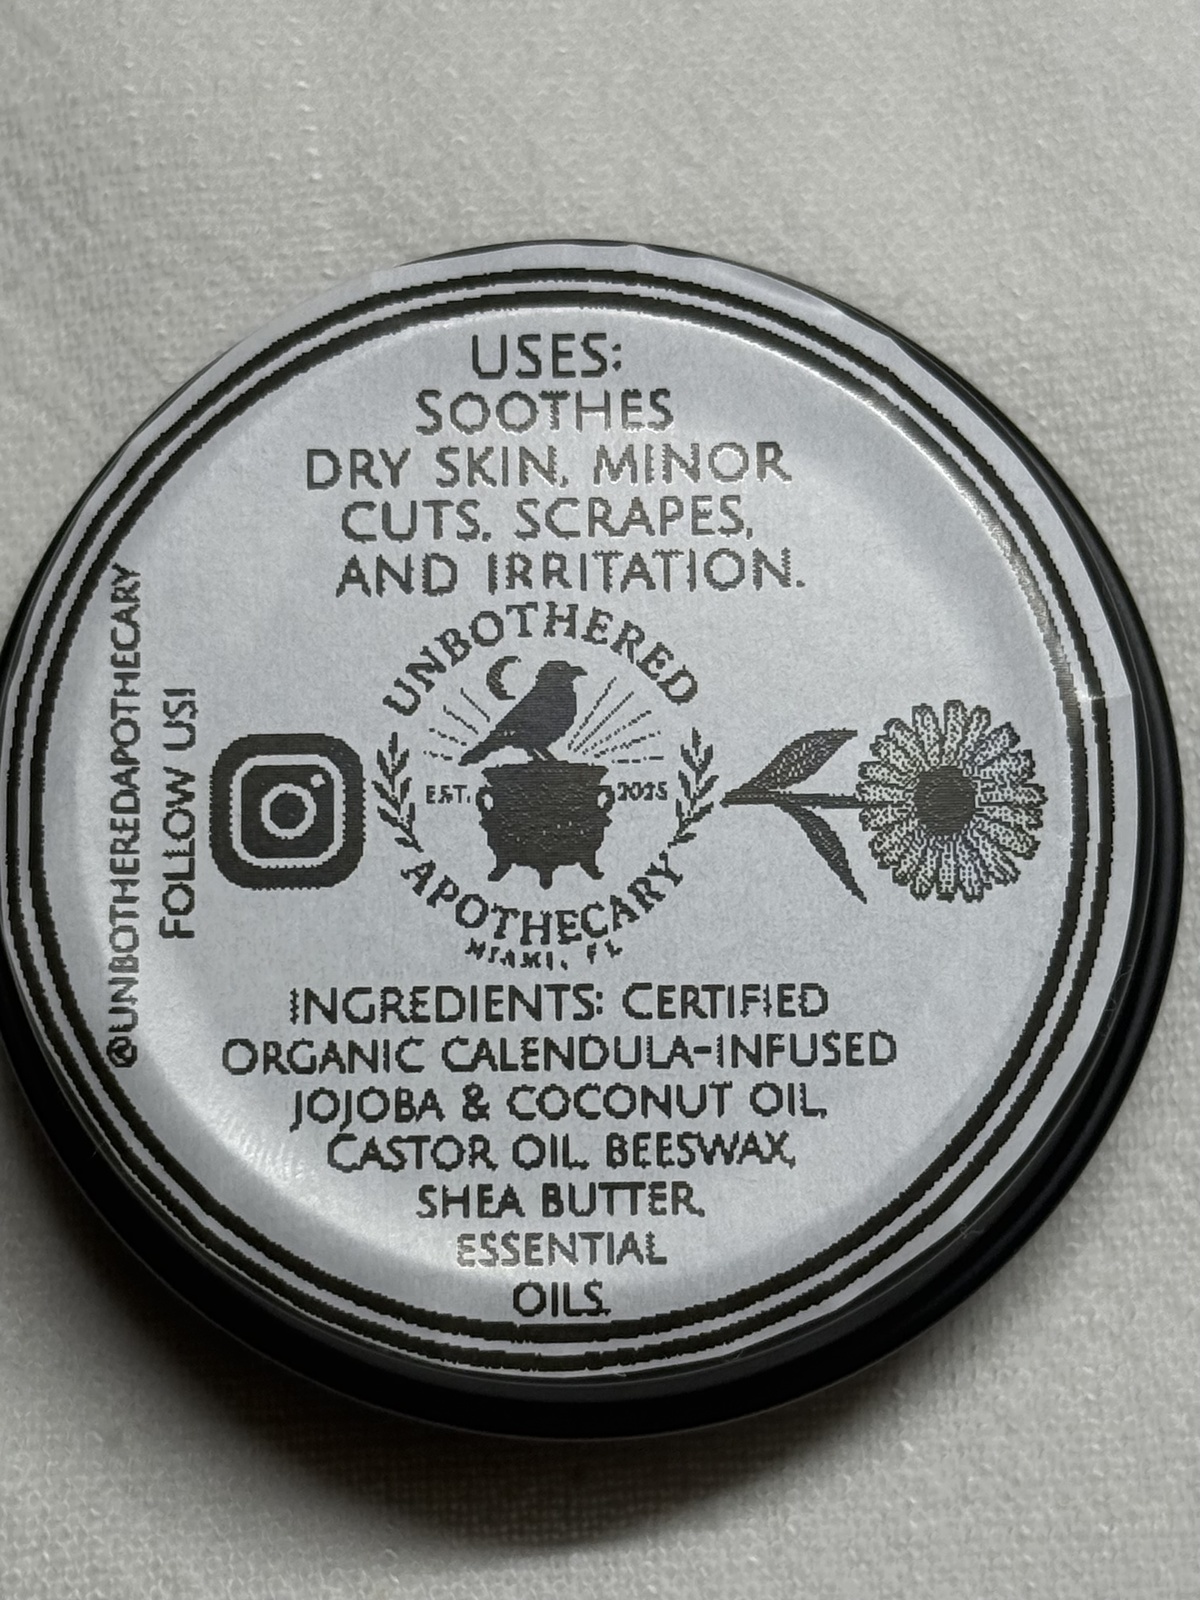 USES:
SOOTHES
DRY SKIN, MINOR
CUTS, SCRAPES,
AND IRRITATION.
@UNBOTHEREDAPOTHECARY
FOLLOW US!
UNBOTHERED
EST. 2025
APOTHECARY
MIAMI, FL
INGREDIENTS: CERTIFIED
ORGANIC CALENDULA-INFUSED
JOJOBA & COCONUT OIL,
CASTOR OIL, BEESWAX,
SHEA BUTTER,
ESSENTIAL
OILS.